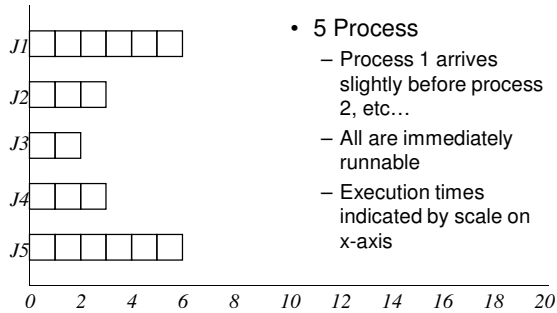 J1
J2
J3
J4
J5
0 2 4 6 8 10 12 14 16 18 20
• 5 Process
– Process 1 arrives
slightly before process
2, etc…
– All are immediately
runnable
– Execution times
indicated by scale on
x-axis